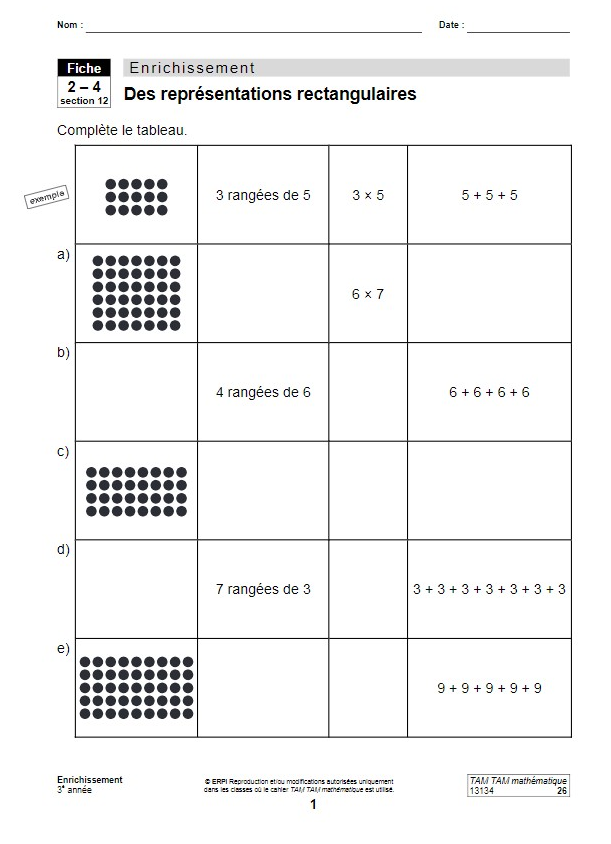 Nom :
Date :
Fiche
2 – 4
section 12
Enrichissement
Des représentations rectangulaires
Complète le tableau.
exemple
3 rangées de 5
3 × 5
5 + 5 + 5
a)
6 × 7
b)
4 rangées de 6
6 + 6 + 6 + 6
c)
d)
7 rangées de 3
3 + 3 + 3 + 3 + 3 + 3 + 3
e)
9 + 9 + 9 + 9 + 9
Enrichissement
3e année
© ERPI Reproduction et/ou modifications autorisées uniquement
dans les classes où le cahier TAM TAM mathématique est utilisé.
TAM TAM mathématique
13134 26
1